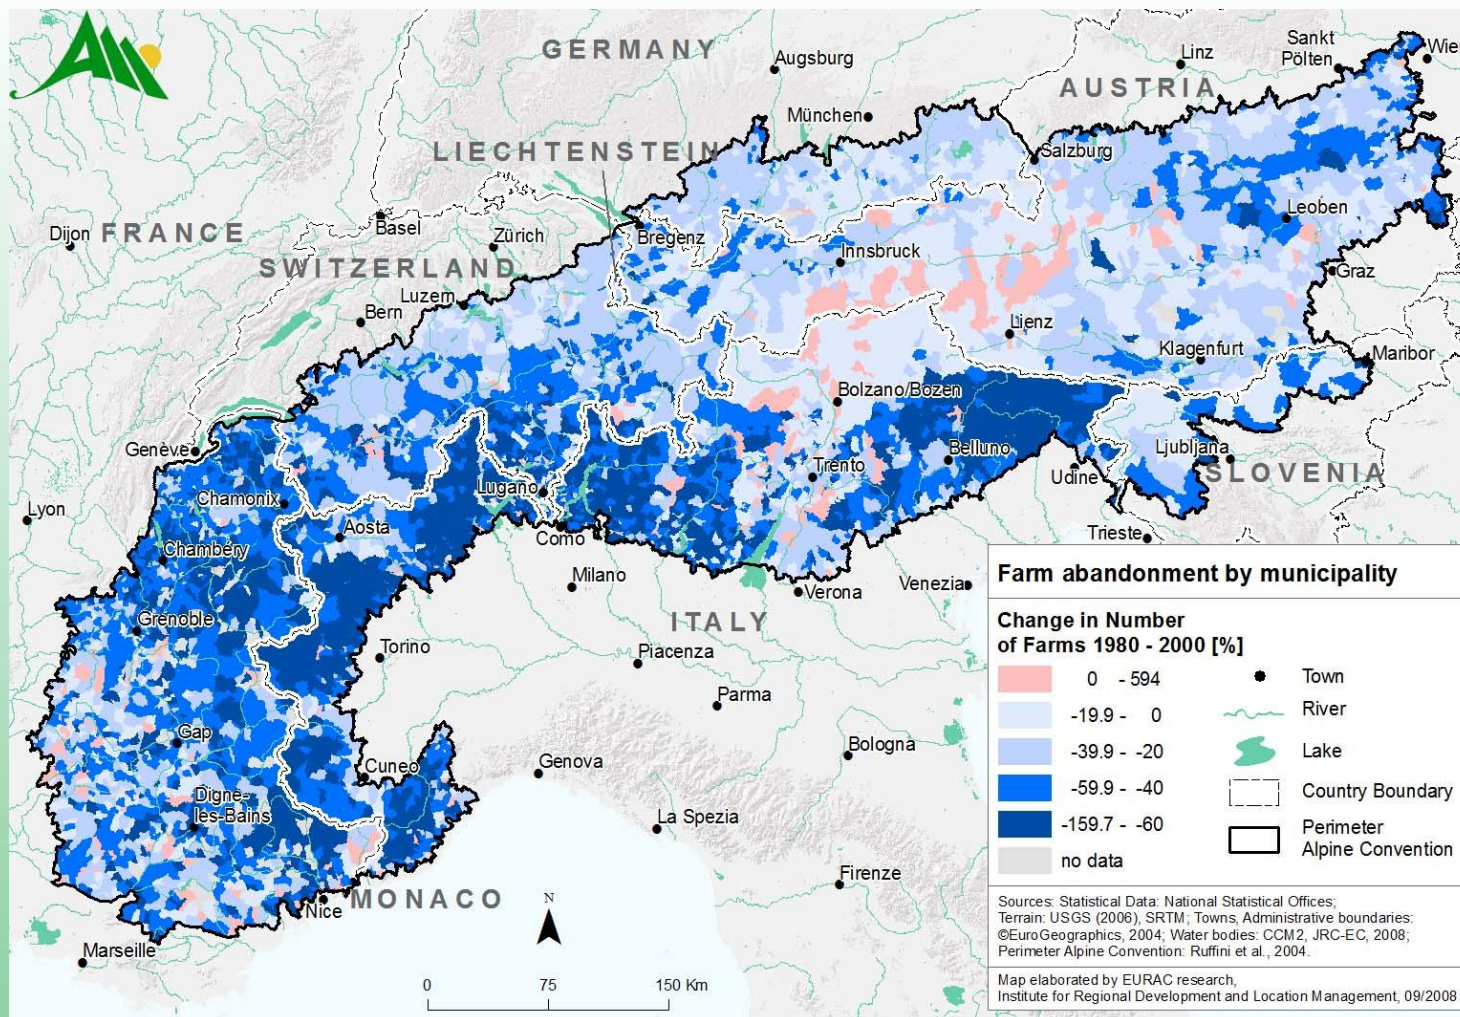 GERMANY
Augsburg
Linz
Sankt
Pölten
Wien
AUSTRIA
München
LIECHTENSTEIN
Salzburg
Leoben
Basel
Dijon
FRANCE
Zürich
Bregenz
Innsbruck
SWITZERLAND
Graz
Luzern
Bern
Lienz
Klagenfurt
Maribor
Bolzano/Bozen
Genève
Belluno
Ljubljana
Trento
Udine
SLOVENIA
Lugano
Chamonix
Lyon
Aosta
Como
Trieste
Chambéry
Milano
Verona
Venezia
Grenoble
ITALY
Torino
Piacenza
Parma
Gap
Bologna
Cuneo
Genova
Digne-
les-Bains
La Spezia
Firenze
MONACO
Nice
Marseille
N
0 75 150 Km
Farm abandonment by municipality
Change in Number
of Farms 1980 - 2000 [%]
0 - 594
-19.9 - 0
-39.9 - -20
-59.9 - -40
-159.7 - -60
no data
Town
River
Lake
Country Boundary
Perimeter
Alpine Convention
Sources: Statistical Data: National Statistical Offices;
Terrain: USGS (2006), SRTM; Towns, Administrative boundaries:
©EuroGeographics, 2004; Water bodies: CCM2, JRC-EC, 2008;
Perimeter Alpine Convention: Ruffini et al., 2004.
Map elaborated by EURAC research,
Institute for Regional Development and Location Management, 09/2008